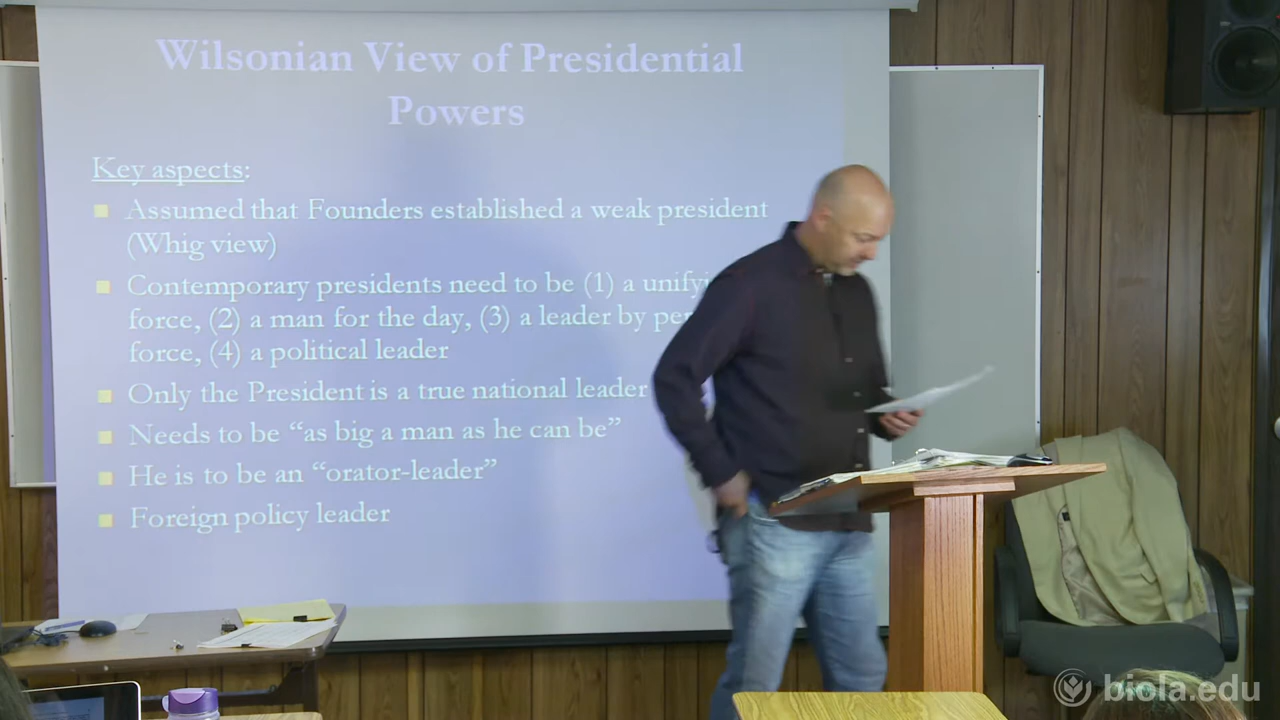 Wilsonian View of Presidential
Powers
Key aspects:
Assumed that Founders established a weak president
(Whig view)
Contemporary presidents need to be (1) a
force, (2) a man for the day, (3) a leader by
force, (4) a political leader
Only the President is a true national leader
Needs to be “as big a man as he can be”
He is to be an “orator-leader”
Foreign policy leader
biola.edu